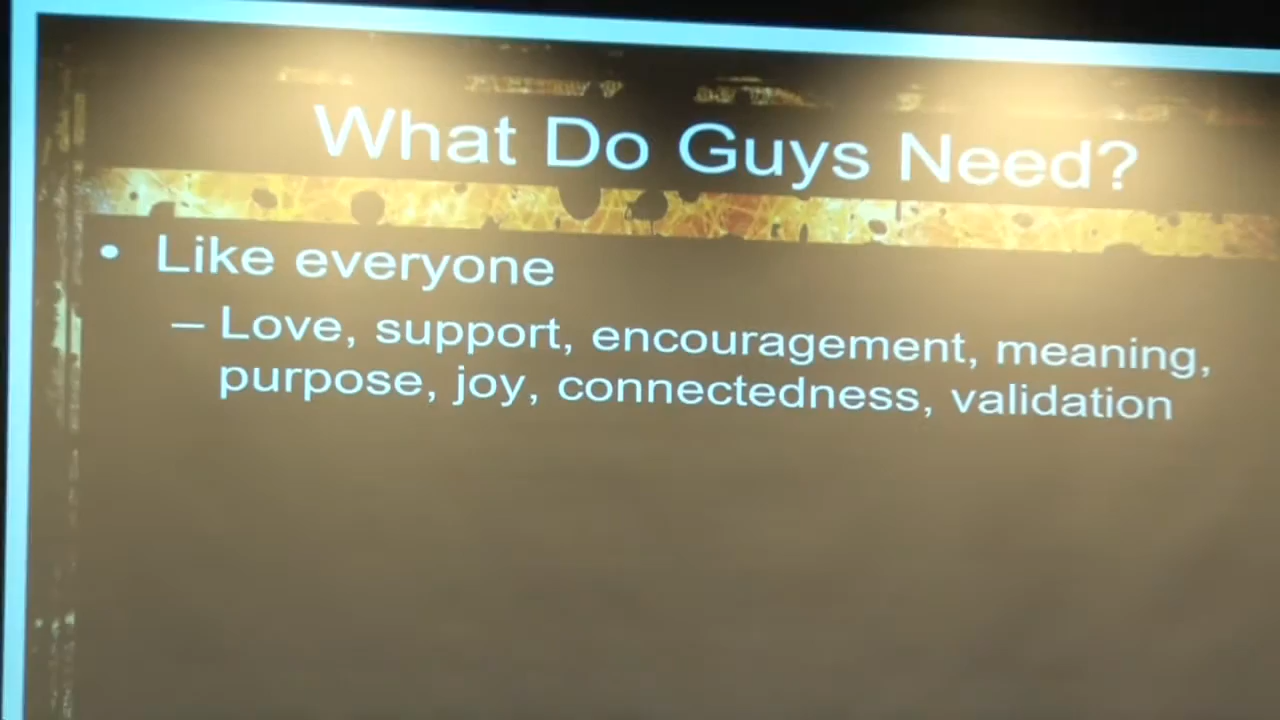 What Do Guys Need?
• Like everyone
– Love, support, encouragement, meaning,
purpose, joy, connectedness, validation